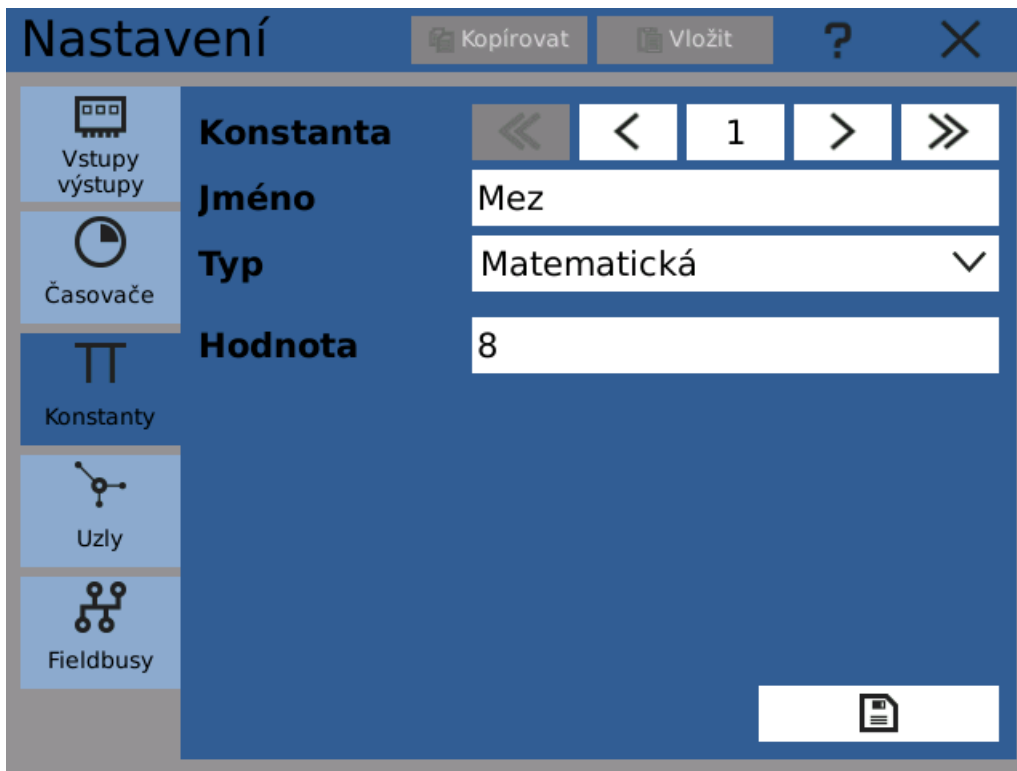 Nastavení
Kopírovat
Vložit
?
Vstupy
výstupy
Časovače
Konstanty
Uzly
Fieldbusy
Konstanta
1
Jméno
Mez
Typ
Matematická
Hodnota
8